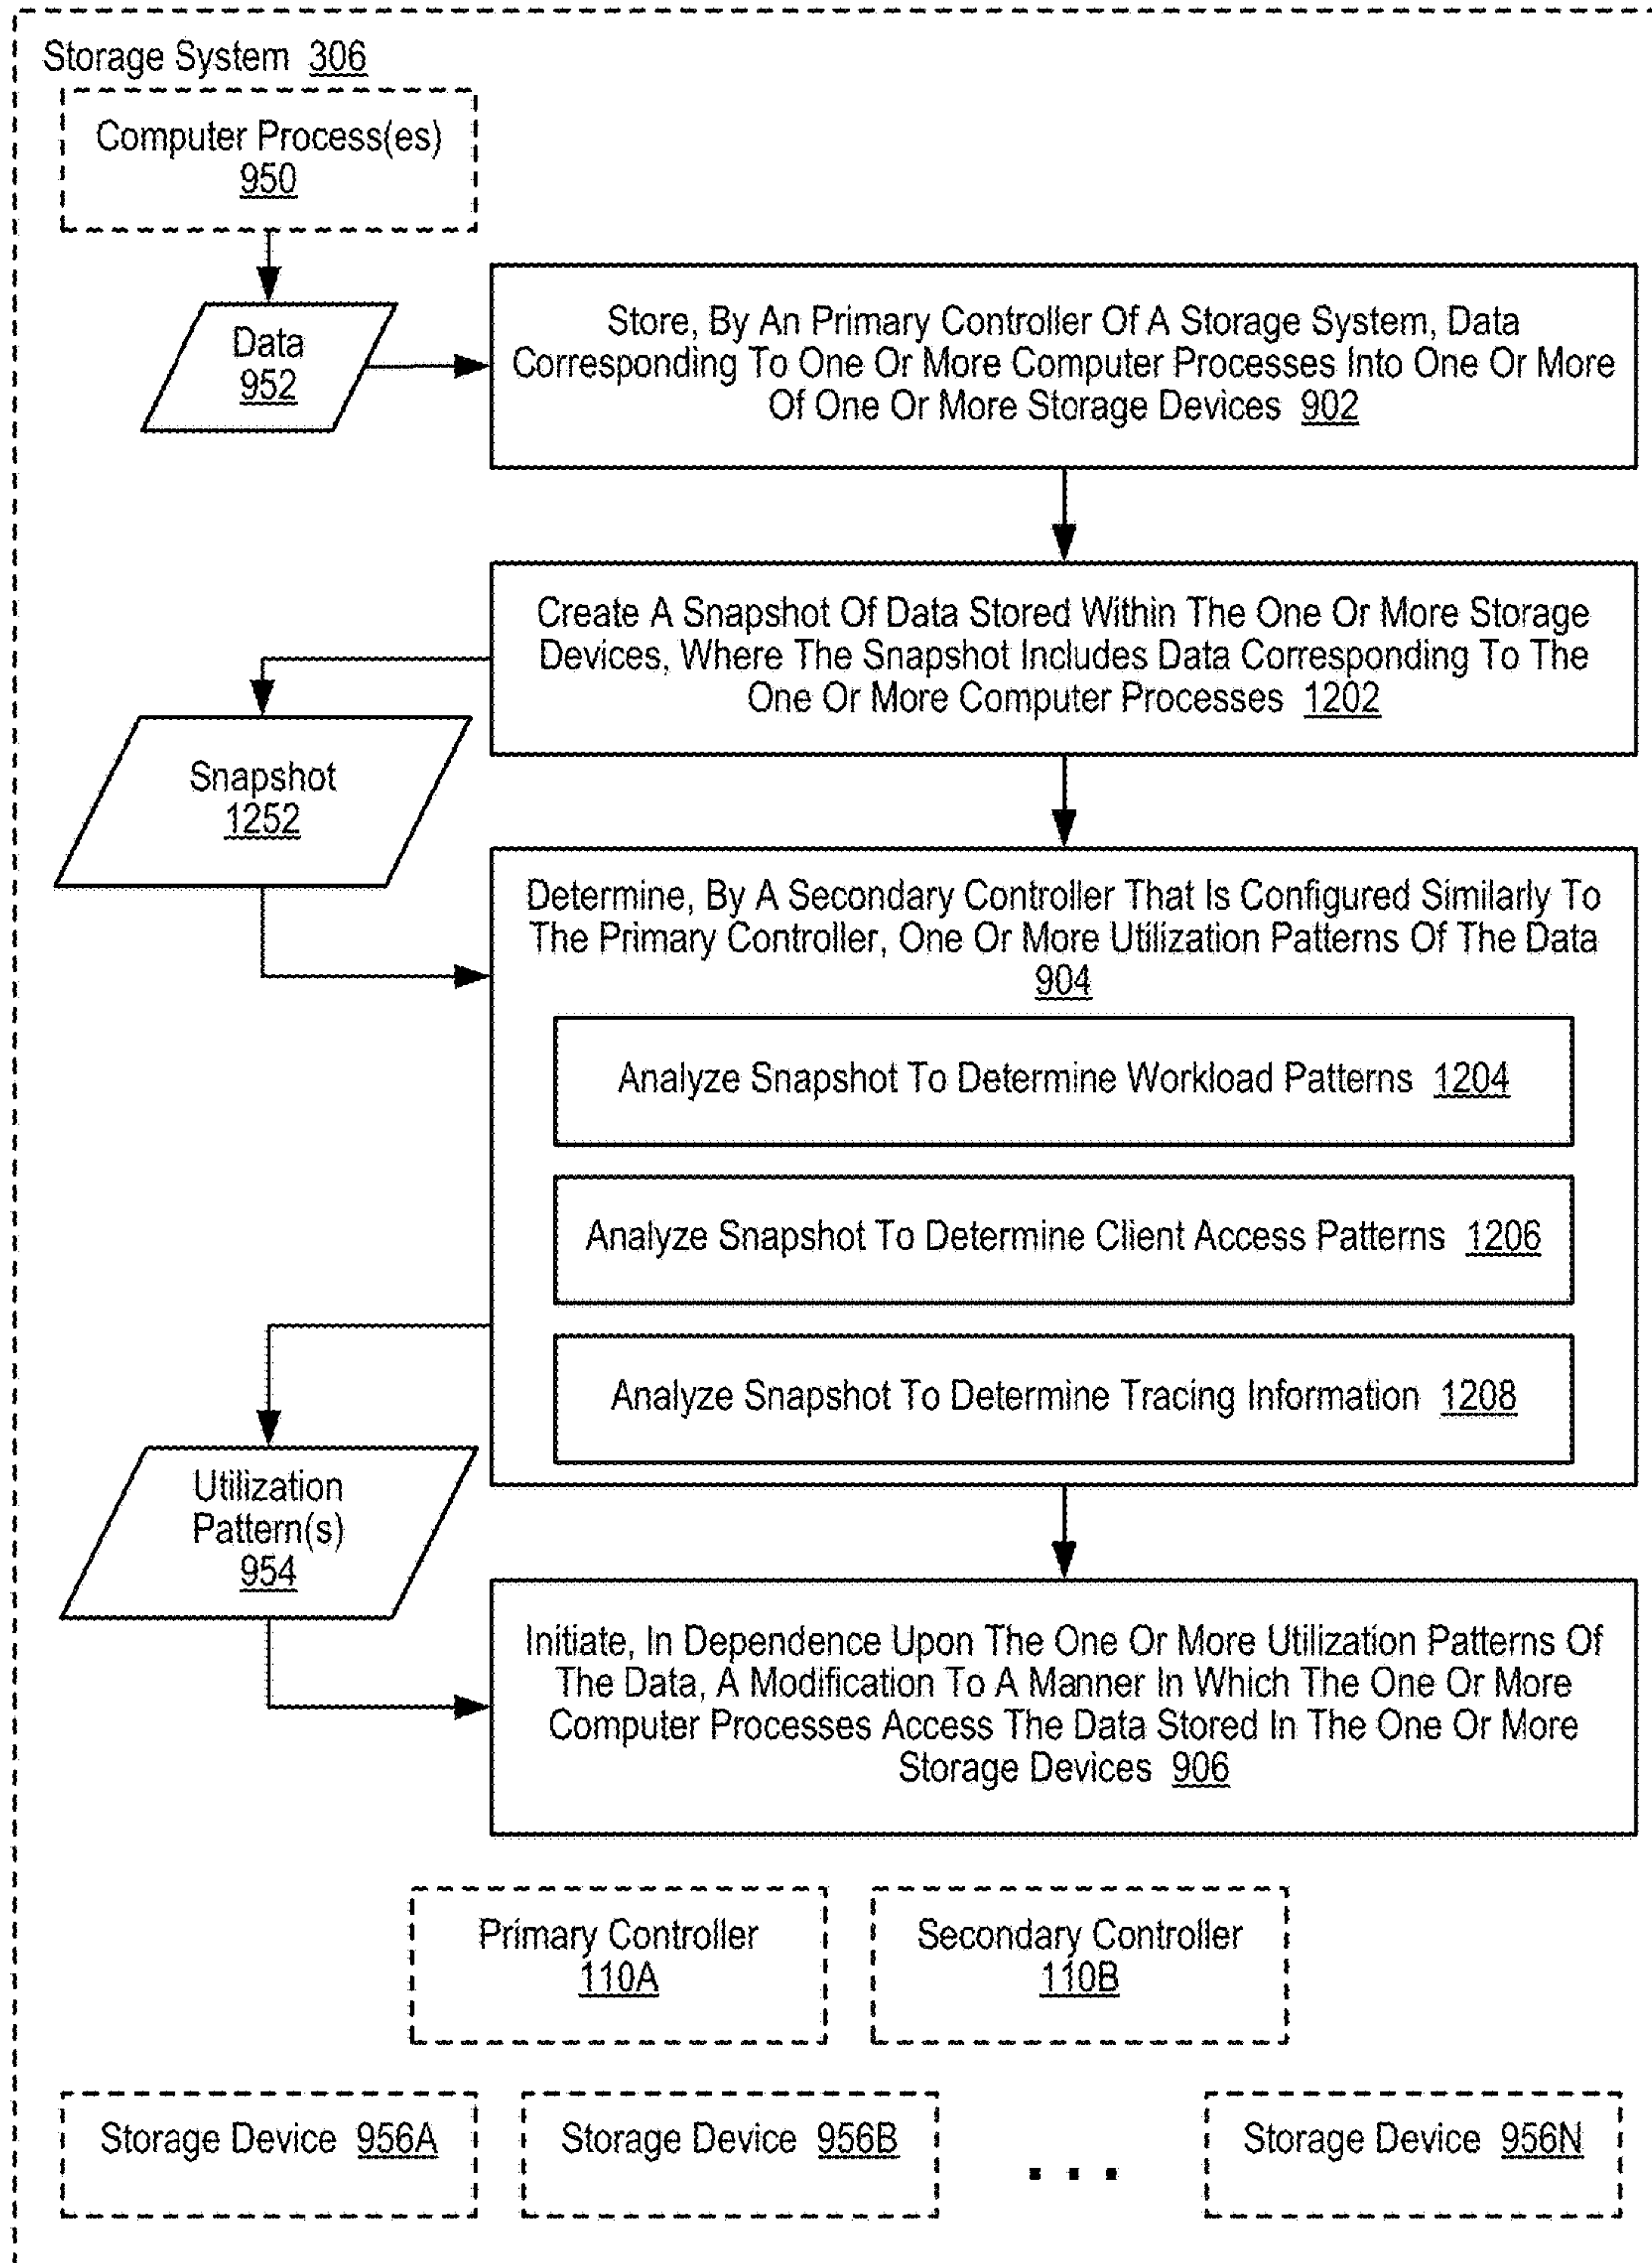 Storage System 306
Computer Process(es)
950
Data
952
Store, By An Primary Controller Of A Storage System, Data
Corresponding To One Or More Computer Processes Into One Or More
Of One Or More Storage Devices 902
Create A Snapshot Of Data Stored Within The One Or More Storage
Devices, Where The Snapshot Includes Data Corresponding To The
One Or More Computer Processes 1202
Snapshot
1252
Determine, By A Secondary Controller That Is Configured Similarly To
The Primary Controller, One Or More Utilization Patterns Of The Data
904
Analyze Snapshot To Determine Workload Patterns 1204
Analyze Snapshot To Determine Client Access Patterns 1206
Analyze Snapshot To Determine Tracing Information 1208
Utilization
Pattern(s)
954
Initiate, In Dependence Upon The One Or More Utilization Patterns Of
The Data, A Modification To A Manner In Which The One Or More
Computer Processes Access The Data Stored In The One Or More
Storage Devices 906
Primary Controller
110A
Secondary Controller
110B
Storage Device 956A
Storage Device 956B
...
Storage Device 956N